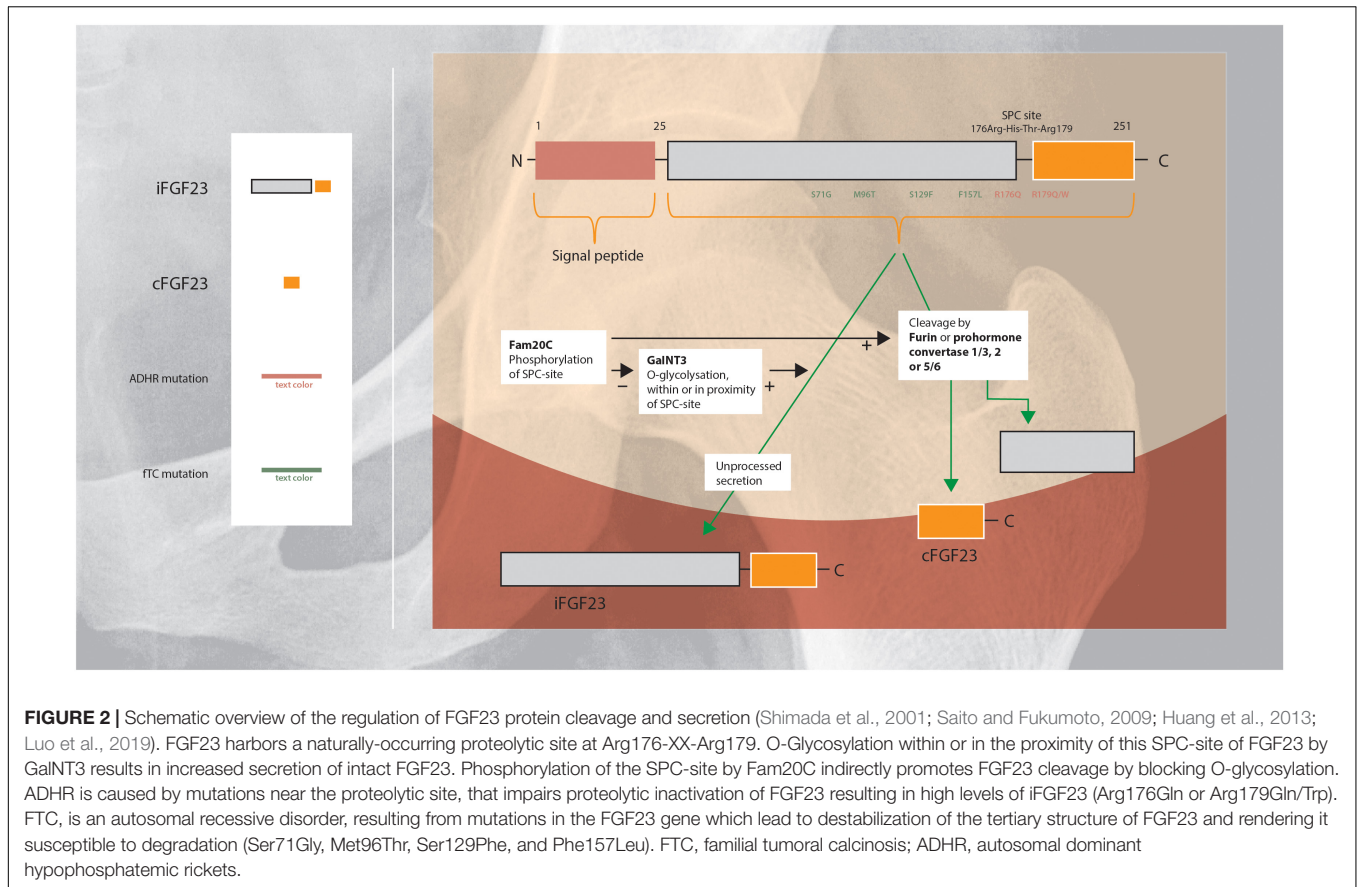 iFGF23
cFGF23
ADHR mutation
text color
fTC mutation
text color
SPC site
1 25 176Arg-His-Thr-Arg179 251
N C
S71G M96T S129F F157L R176Q R179Q/W
Signal peptide
Fam20C
Phosphorylation
of SPC-site
−
GalNT3
O-glycolysation,
within or in proximity
of SPC-site
+
+
Cleavage by
Furin or prohormone
convertase 1/3, 2
or 5/6
Unprocessed
secretion
C
cFGF23
C
iFGF23
FIGURE 2 | Schematic overview of the regulation of FGF23 protein cleavage and secretion (Shimada et al., 2001; Saito and Fukumoto, 2009; Huang et al., 2013;
Luo et al., 2019). FGF23 harbors a naturally-occurring proteolytic site at Arg176-XX-Arg179. O-Glycosylation within or in the proximity of this SPC-site of FGF23 by
GalNT3 results in increased secretion of intact FGF23. Phosphorylation of the SPC-site by Fam20C indirectly promotes FGF23 cleavage by blocking O-glycosylation.
ADHR is caused by mutations near the proteolytic site, that impairs proteolytic inactivation of FGF23 resulting in high levels of iFGF23 (Arg176Gln or Arg179Gln/Trp).
FTC, is an autosomal recessive disorder, resulting from mutations in the FGF23 gene which lead to destabilization of the tertiary structure of FGF23 and rendering it
susceptible to degradation (Ser71Gly, Met96Thr, Ser129Phe, and Phe157Leu). FTC, familial tumoral calcinosis; ADHR, autosomal dominant
hypophosphatemic rickets.